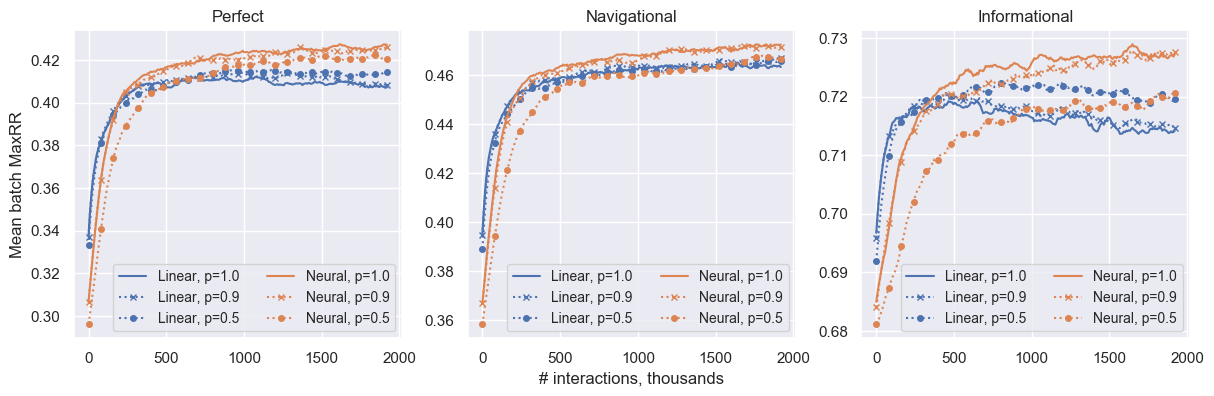 Perfect
Mean batch MaxRR
0.42
0.40
0.38
0.36
0.34
0.32
0.30
Linear, p=1.0
Linear, p=0.9
Linear, p=0.5
Neural, p=1.0
Neural, p=0.9
Neural, p=0.5
0 500 1000 1500 2000
Navigational
0.46
0.44
0.42
0.40
0.38
0.36
Linear, p=1.0
Linear, p=0.9
Linear, p=0.5
Neural, p=1.0
Neural, p=0.9
Neural, p=0.5
0 500 1000 1500 2000
# interactions, thousands
Informational
0.73
0.72
0.71
0.70
0.69
0.68
Linear, p=1.0
Linear, p=0.9
Linear, p=0.5
Neural, p=1.0
Neural, p=0.9
Neural, p=0.5
0 500 1000 1500 2000